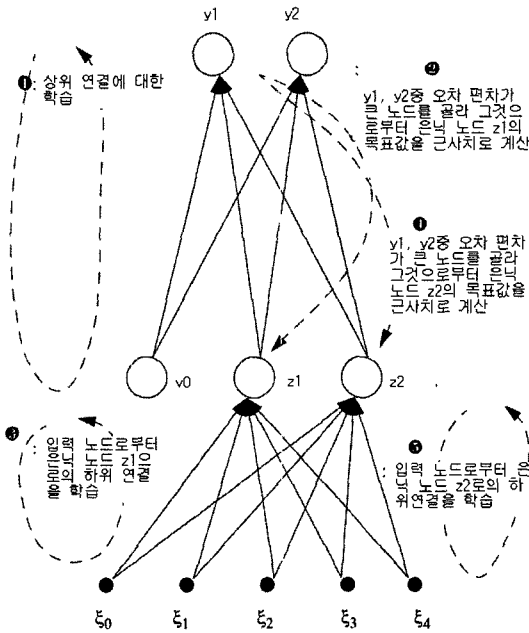 y1 y2
❶: 상위 연결에 대한
학습
: ❷
y1, y2중 오차 편차가
큰 노드를 골라 그것으
로부터 은닉 노드 z1의
목표값을 근사치로 계산
y1, y2중 오차 편차
가 큰 노드를 골라
그것으로부터 은닉
노드 z2의 목표값을
근사치로 계산
v0 z1 z2
: 입력 노드로부터
은닉 노드 z1으
로의 하위 연결
을 학습
: 입력 노드로부터 은
닉 노드 z2로의 하
위연결을 학습
ξ0 ξ1 ξ2 ξ3 ξ4